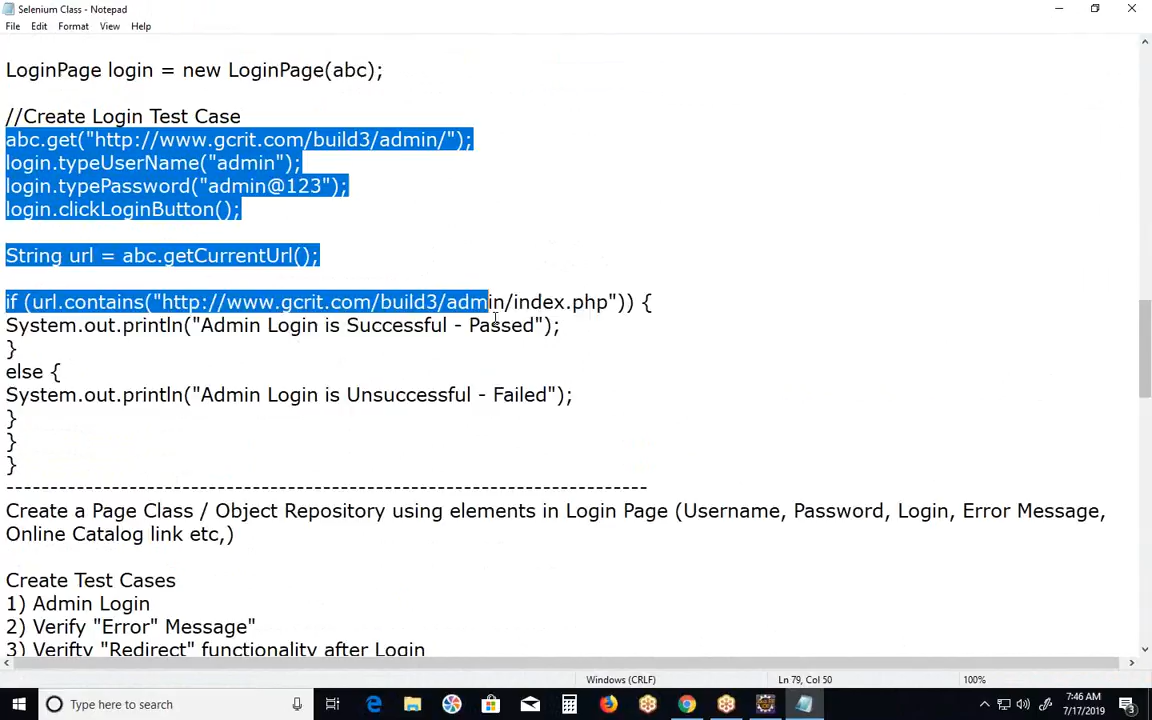 Selenium Class - Notepad
File Edit Format View Help
LoginPage login = new LoginPage(abc);
//Create Login Test Case
abc.get("http://www.gcrit.com/build3/admin/");
login.typeUserName("admin");
login.typePassword("admin@123");
login.clickLoginButton();
String url = abc.getCurrentUrl();
if (url.contains("http://www.gcrit.com/build3/admin/index.php")) {
System.out.println("Admin Login is Successful - Passed");
}
else {
System.out.println("Admin Login is Unsuccessful - Failed");
}
}
}
------------------------------------------------------------------------
Create a Page Class / Object Repository using elements in Login Page (Username, Password, Login, Error Message,
Online Catalog link etc,)
Create Test Cases
1) Admin Login
2) Verify "Error" Message"
3) Verifty "Redirect" functionality after Login
Windows (CRLF) Ln 79, Col 50 100%
Type here to search
7:46 AM
7/17/2019
3